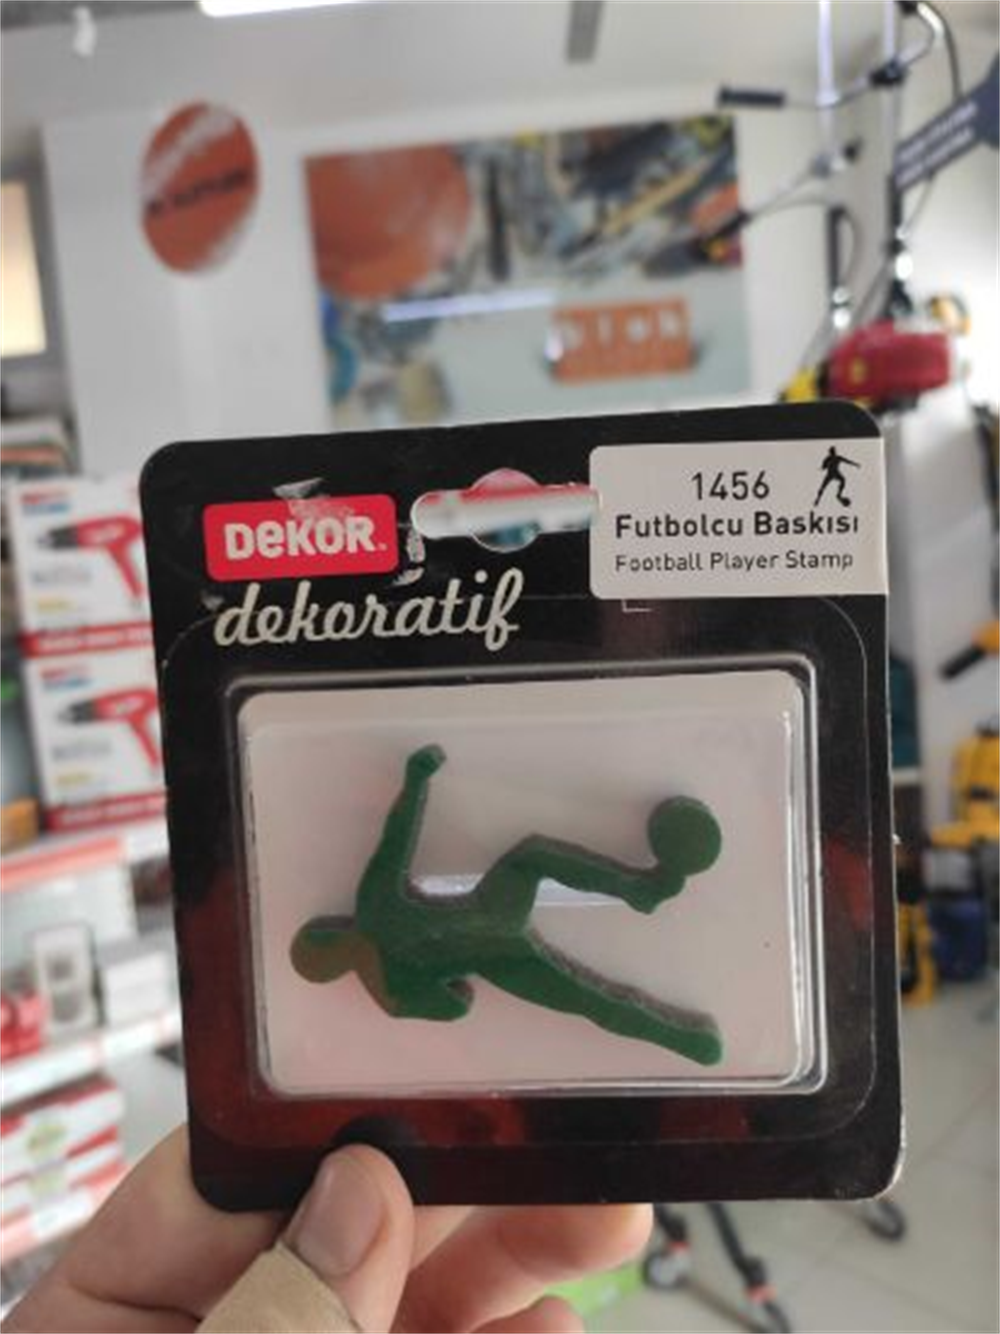 1456
Futbolcu Baskısı
Football Player Stamp
DEKOR.
dekoratif